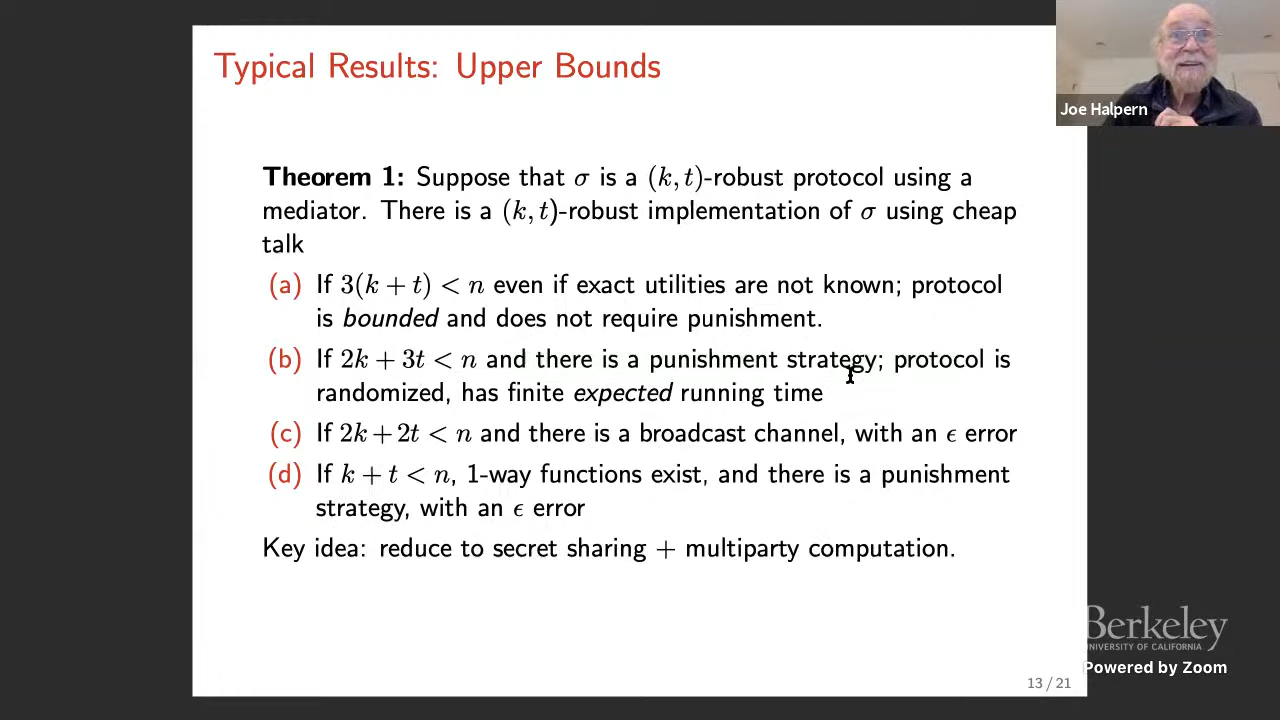 Typical Results: Upper Bounds
Joe Halpern
Theorem 1: Suppose that σ is a (k, t)-robust protocol using a
mediator. There is a (k, t)-robust implementation of σ using cheap
talk
(a) If 3(k + t) < n even if exact utilities are not known; protocol
is bounded and does not require punishment.
(b) If 2k + 3t < n and there is a punishment strategy; protocol is
randomized, has finite expected running time
(c) If 2k + 2t < n and there is a broadcast channel, with an ϵ error
(d) If k + t < n, 1-way functions exist, and there is a punishment
strategy, with an ϵ error
Key idea: reduce to secret sharing + multiparty computation.
Berkeley
UNIVERSITY OF CALIFORNIA
Powered by Zoom
13 / 21